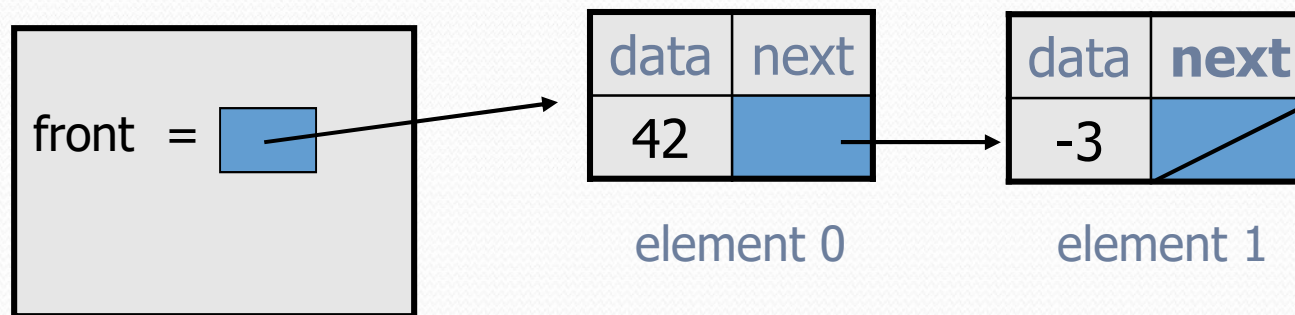 front =
data next
42
element 0
data next
-3
element 1